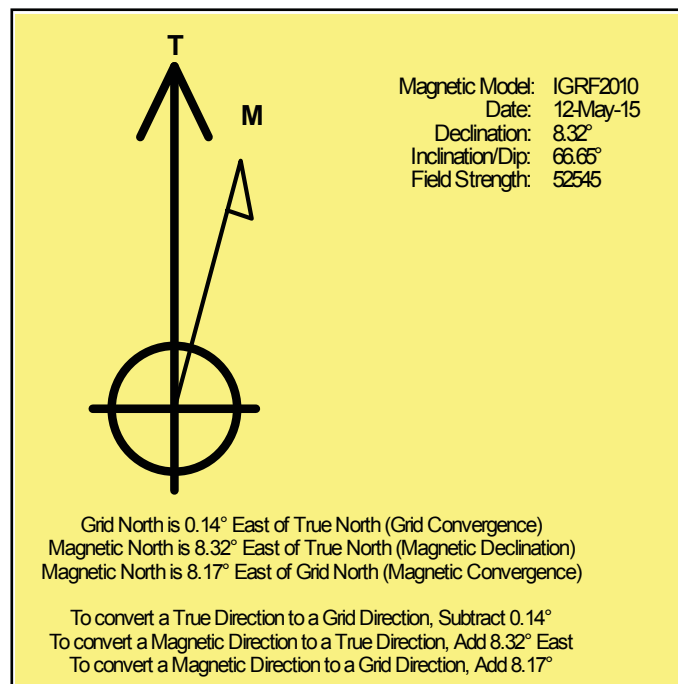 T
M
Magnetic Model: IGRF2010
Date: 12-May-15
Declination: 8.32°
Inclination/Dip: 66.65°
Field Strength: 52545
Grid North is 0.14° East of True North (Grid Convergence)
Magnetic North is 8.32° East of True North (Magnetic Declination)
Magnetic North is 8.17° East of Grid North (Magnetic Convergence)
To convert a True Direction to a Grid Direction, Subtract 0.14°
To convert a Magnetic Direction to a True Direction, Add 8.32° East
To convert a Magnetic Direction to a Grid Direction, Add 8.17°